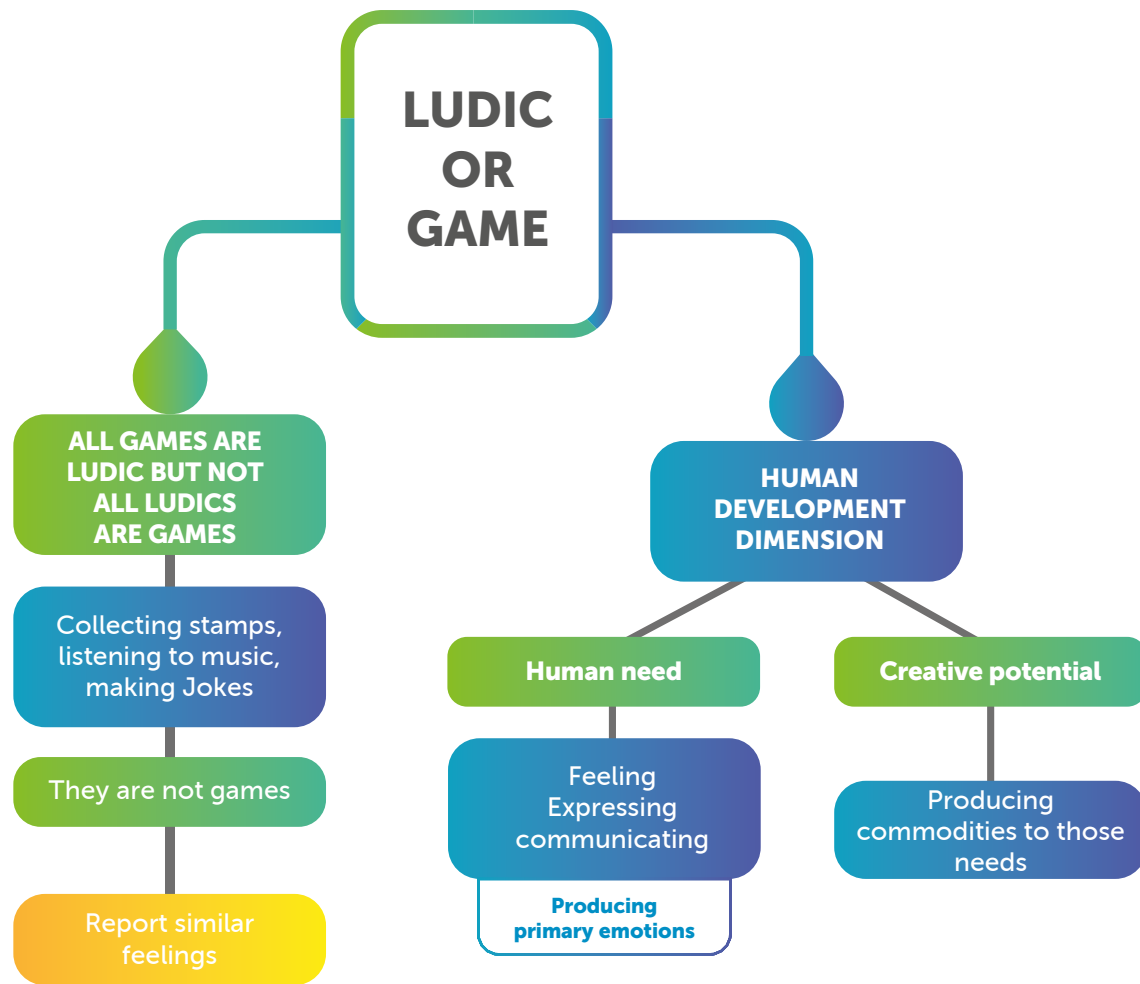 LUDIC
OR
GAME
ALL GAMES ARE
LUDIC BUT NOT
ALL LUDICS
ARE GAMES
Collecting stamps,
listening to music,
making Jokes
They are not games
Report similar
feelings
HUMAN
DEVELOPMENT
DIMENSION
Human need
Feeling
Expressing
communicating
Producing
primary emotions
Creative potential
Producing
commodities to those
needs